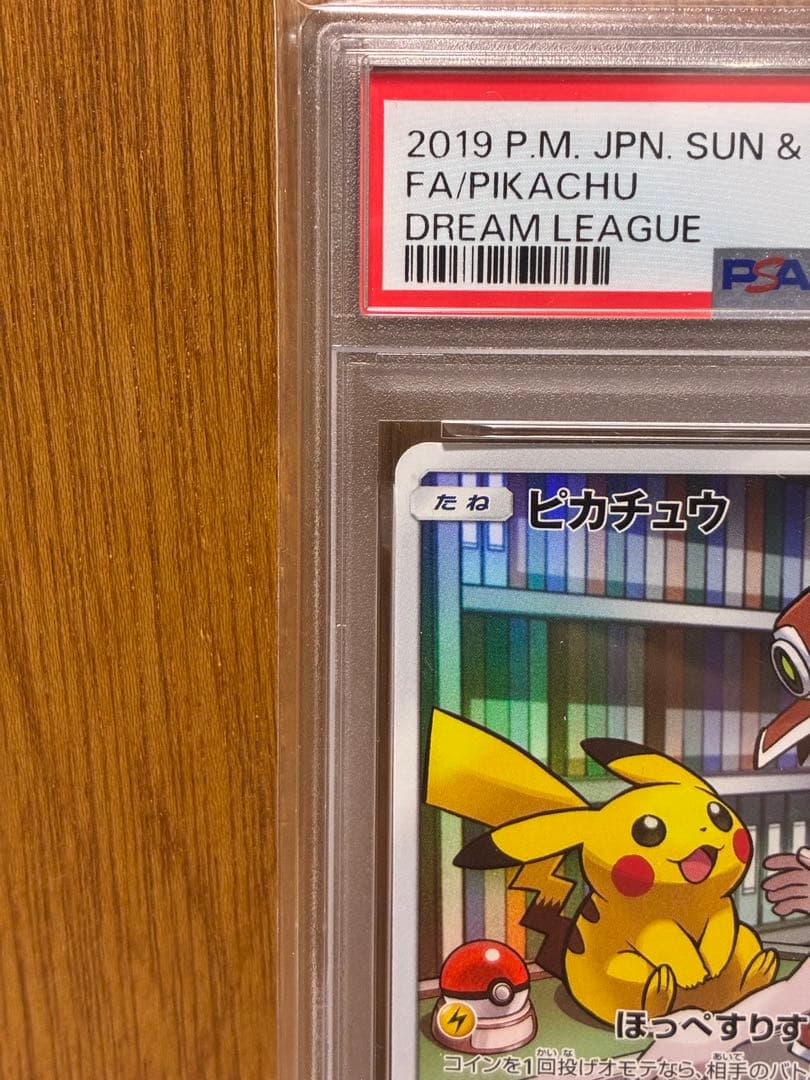 2019 P.M. JPN. SUN &
FA/PIKACHU
DREAM LEAGUE
PSA
たね ピカチュウ
ほっぺすりす
コインを1回投げオモテなら、相手のバト